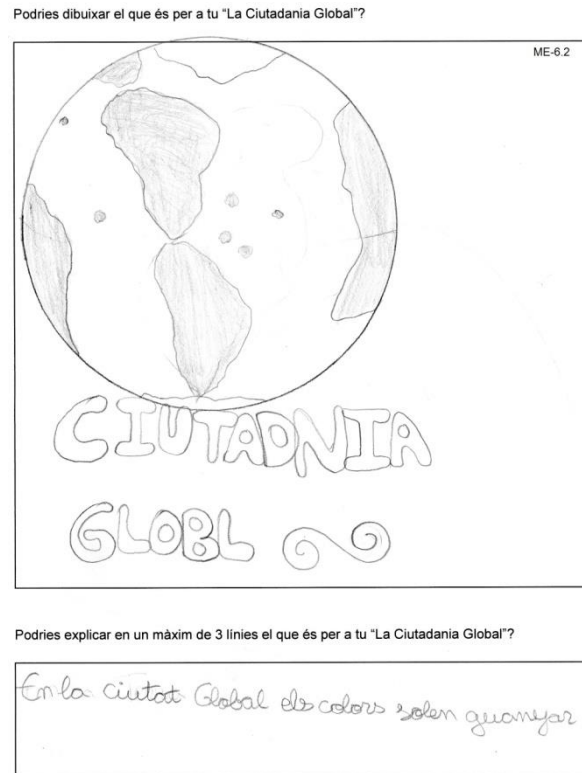 Podries dibuixar el que és per a tu “La Ciutadania Global”?
ME-6.2
CIUTADNIA
GLOBL
Podries explicar en un màxim de 3 línies el que és per a tu “La Ciutadania Global”?
En la ciutat Global els colors solen guanyar